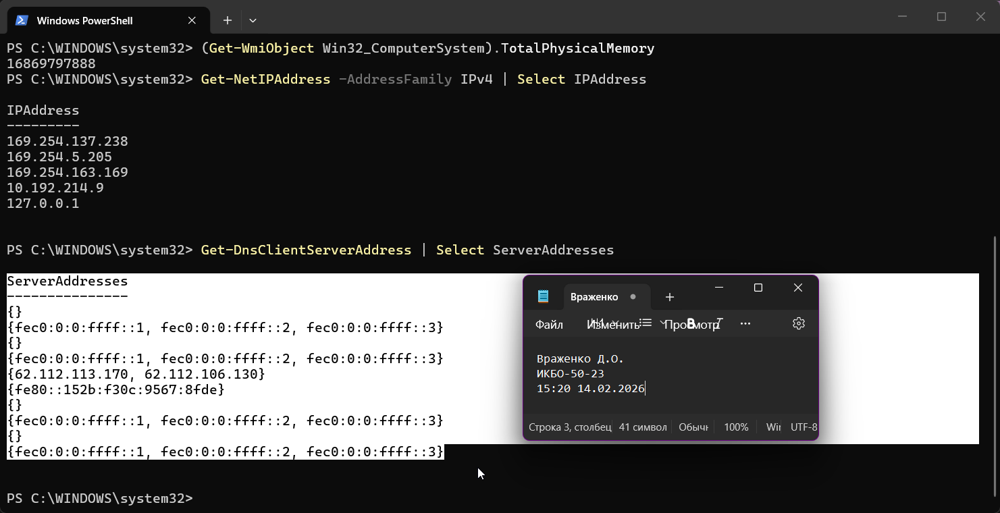 Windows PowerShell
PS C:\WINDOWS\system32> (Get-WmiObject Win32_ComputerSystem).TotalPhysicalMemory
16869797888
PS C:\WINDOWS\system32> Get-NetIPAddress -AddressFamily IPv4 | Select IPAddress
IPAddress
---------
169.254.137.238
169.254.5.205
169.254.163.169
10.192.214.9
127.0.0.1
PS C:\WINDOWS\system32> Get-DnsClientServerAddress | Select ServerAddresses
ServerAddresses
---------------
{}
{fec0:0:0:ffff::1, fec0:0:0:ffff::2, fec0:0:0:ffff::3}
{}
{fec0:0:0:ffff::1, fec0:0:0:ffff::2, fec0:0:0:ffff::3}
{62.112.113.170, 62.112.106.130}
{fe80::152b:f30c:9567:8fde}
{}
{fec0:0:0:ffff::1, fec0:0:0:ffff::2, fec0:0:0:ffff::3}
{}
{fec0:0:0:ffff::1, fec0:0:0:ffff::2, fec0:0:0:ffff::3}
PS C:\WINDOWS\system32>
Враженко
Файл Изменить Просмотр
Враженко Д.О.
ИКБО-50-23
15:20 14.02.2026
Строка 3, столбец 41 символ Обычн 100% Wir UTF-8